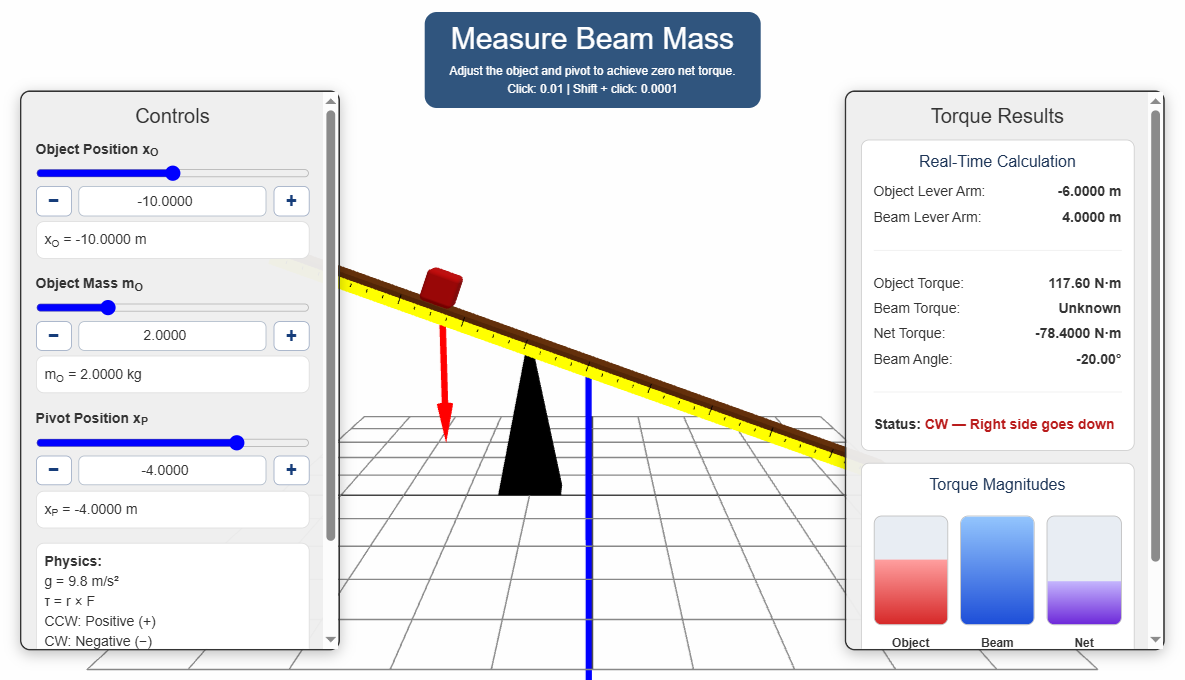 Measure Beam Mass
Adjust the object and pivot to achieve zero net torque.
Click: 0.01 | Shift + click: 0.0001
Controls
Object Position xO
− -10.0000 +
xO = -10.0000 m
Object Mass mO
− 2.0000 +
mO = 2.0000 kg
Pivot Position xP
− -4.0000 +
xP = -4.0000 m
Physics:
g = 9.8 m/s²
τ = r × F
CCW: Positive (+)
CW: Negative (−)
Torque Results
Real-Time Calculation
Object Lever Arm: -6.0000 m
Beam Lever Arm: 4.0000 m
Object Torque: 117.60 N·m
Beam Torque: Unknown
Net Torque: -78.4000 N·m
Beam Angle: -20.00°
Status: CW — Right side goes down
Torque Magnitudes
Object Beam Net